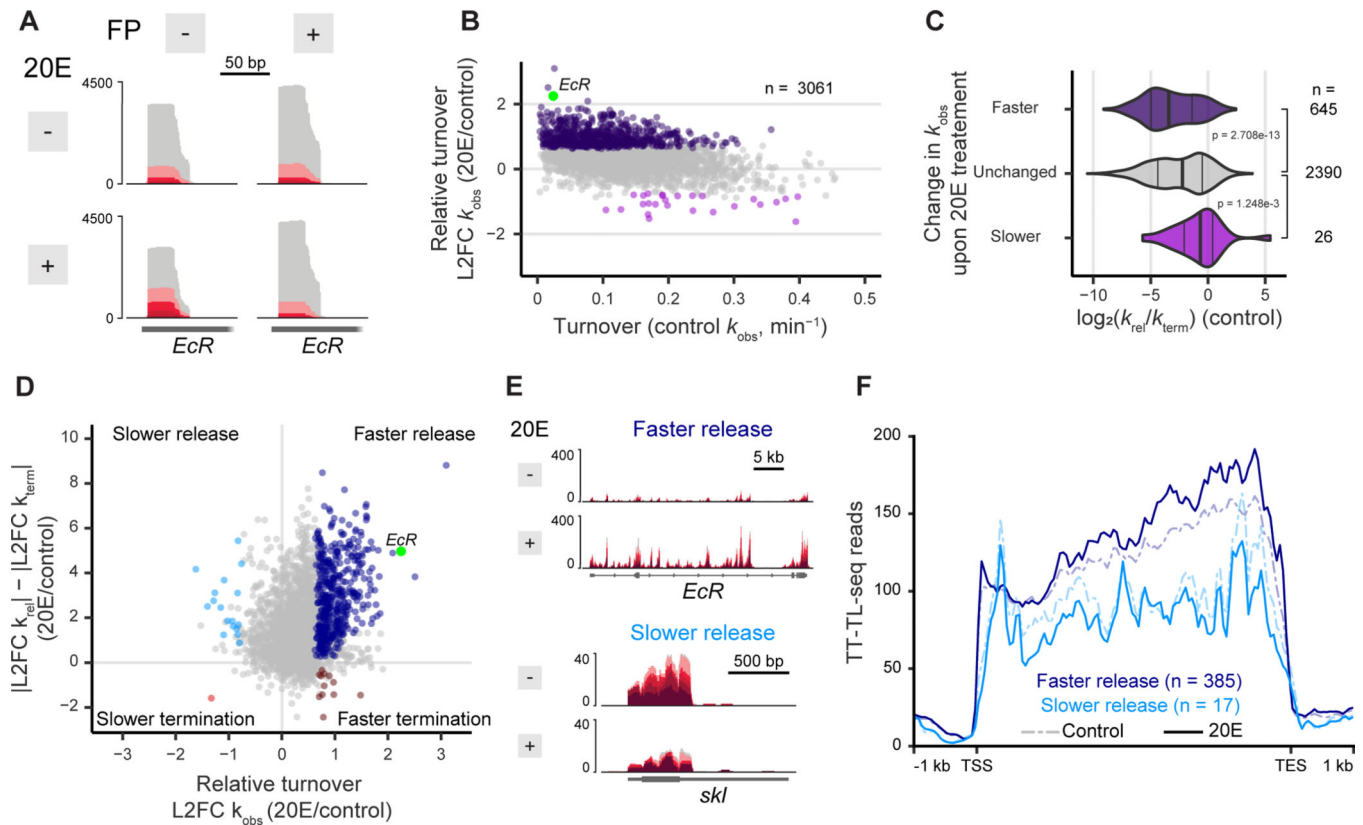 A
FP
-
+
20E
50 bp
4500
0
4500
0
-
+
EcR
EcR
B
Relative turnover
L2FC kobs (20E/control)
EcR
n = 3061
2
0
−2
0
0.1
0.2
0.3
0.4
0.5
Turnover (control kobs, min⁻¹)
C
Change in kobs
upon 20E treatement
Faster
Unchanged
Slower
n =
645
p = 2.708e-13
2390
p = 1.248e-3
26
−10
−5
0
5
log₂(krel/kterm) (control)
D
|L2FC krel| − |L2FC kterm|
(20E/control)
Slower release
Faster release
EcR
10
8
6
4
2
0
−2
Slower termination
Faster termination
−3
−2
−1
0
1
2
3
Relative turnover
L2FC kobs (20E/control)
E
20E
Faster release
-
400
0
5 kb
+
400
0
EcR
Slower release
-
40
0
500 bp
+
40
0
skl
F
TT-TL-seq reads
200
150
100
50
0
Faster release (n = 385)
Slower release (n = 17)
Control
20E
-1 kb
TSS
TES
1 kb